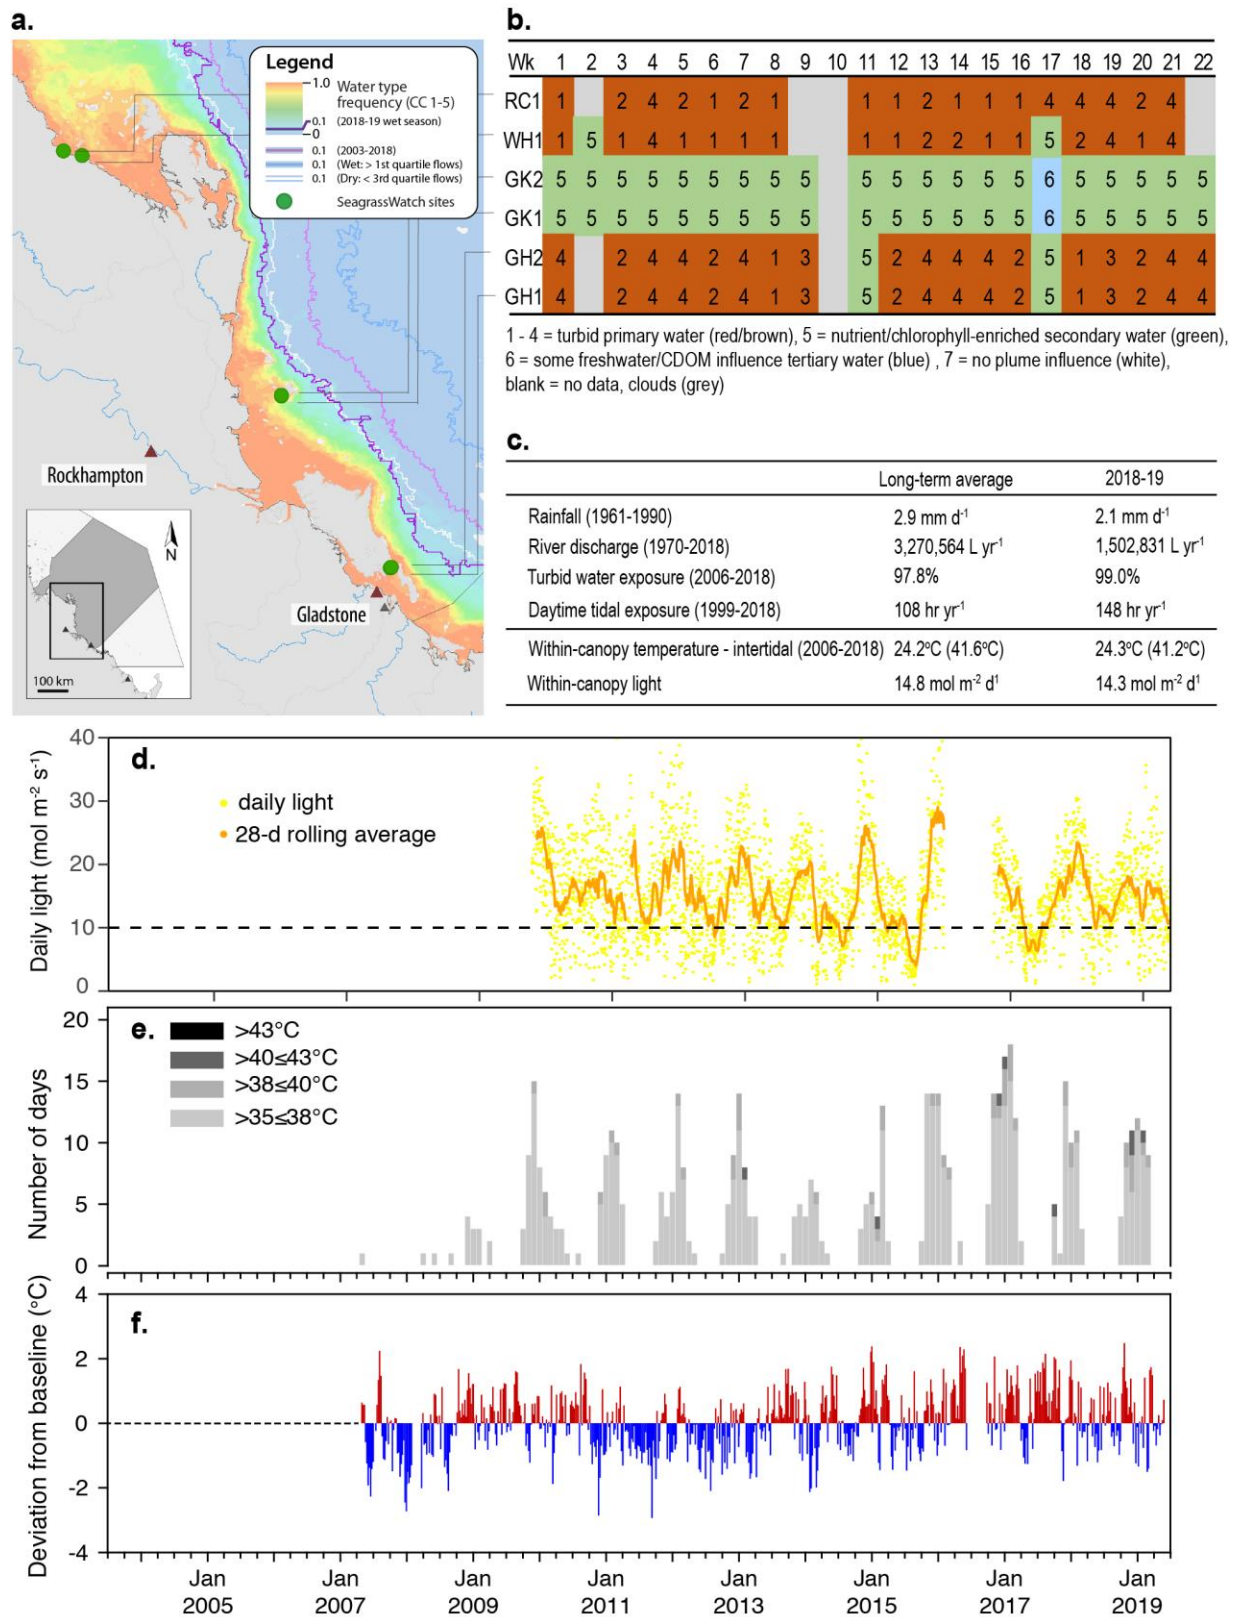 a.
Legend
1.0
Water type
frequency (CC 1-5)
0.1
(2018-19 wet season)
0
0.1 (2003-2018)
0.1 (Wet: > 1st quartile flows)
0.1 (Dry: < 3rd quartile flows)
SeagrassWatch sites
Rockhampton
Gladstone
N
100 km
b.
Wk 1 2 3 4 5 6 7 8 9 10 11 12 13 14 15 16 17 18 19 20 21 22
RC1 1 2 4 2 1 2 1 1 1 2 1 1 1 4 4 4 2 4
WH1 1 5 4 1 1 1 1 1 1 1 2 2 1 1 5 2 4 1 4
GK2 5 5 5 5 5 5 5 5 5 5 5 5 5 5 5 6 5 5 5 5 5
GK1 5 5 5 5 5 5 5 5 5 5 5 5 5 5 5 6 5 5 5 5 5
GH2 4 2 4 4 2 4 1 3 5 2 4 4 4 2 5 1 3 2 4 4
GH1 4 2 4 4 2 4 1 3 5 2 4 4 4 2 5 1 3 2 4 4
1 - 4 = turbid primary water (red/brown), 5 = nutrient/chlorophyll-enriched secondary water (green),
6 = some freshwater/CDOM influence tertiary water (blue) , 7 = no plume influence (white),
blank = no data, clouds (grey)
c.
Long-term average 2018-19
Rainfall (1961-1990) 2.9 mm d⁻¹ 2.1 mm d⁻¹
River discharge (1970-2018) 3,270,564 L yr⁻¹ 1,502,831 L yr⁻¹
Turbid water exposure (2006-2018) 97.8% 99.0%
Daytime tidal exposure (1999-2018) 108 hr yr⁻¹ 148 hr yr⁻¹
Within-canopy temperature - intertidal (2006-2018) 24.2ºC (41.6ºC) 24.3ºC (41.2ºC)
Within-canopy light 14.8 mol m⁻² d¹ 14.3 mol m⁻² d¹
d.
Daily light (mol m⁻² s⁻¹)
40
30
20
10
0
daily light
28-d rolling average
e.
Number of days
20
15
10
5
0
>43°C
>40≤43°C
>38≤40°C
>35≤38°C
f.
Deviation from baseline (°C)
4
2
0
-2
-4
Jan Jan Jan Jan Jan Jan Jan Jan
2005 2007 2009 2011 2013 2015 2017 2019